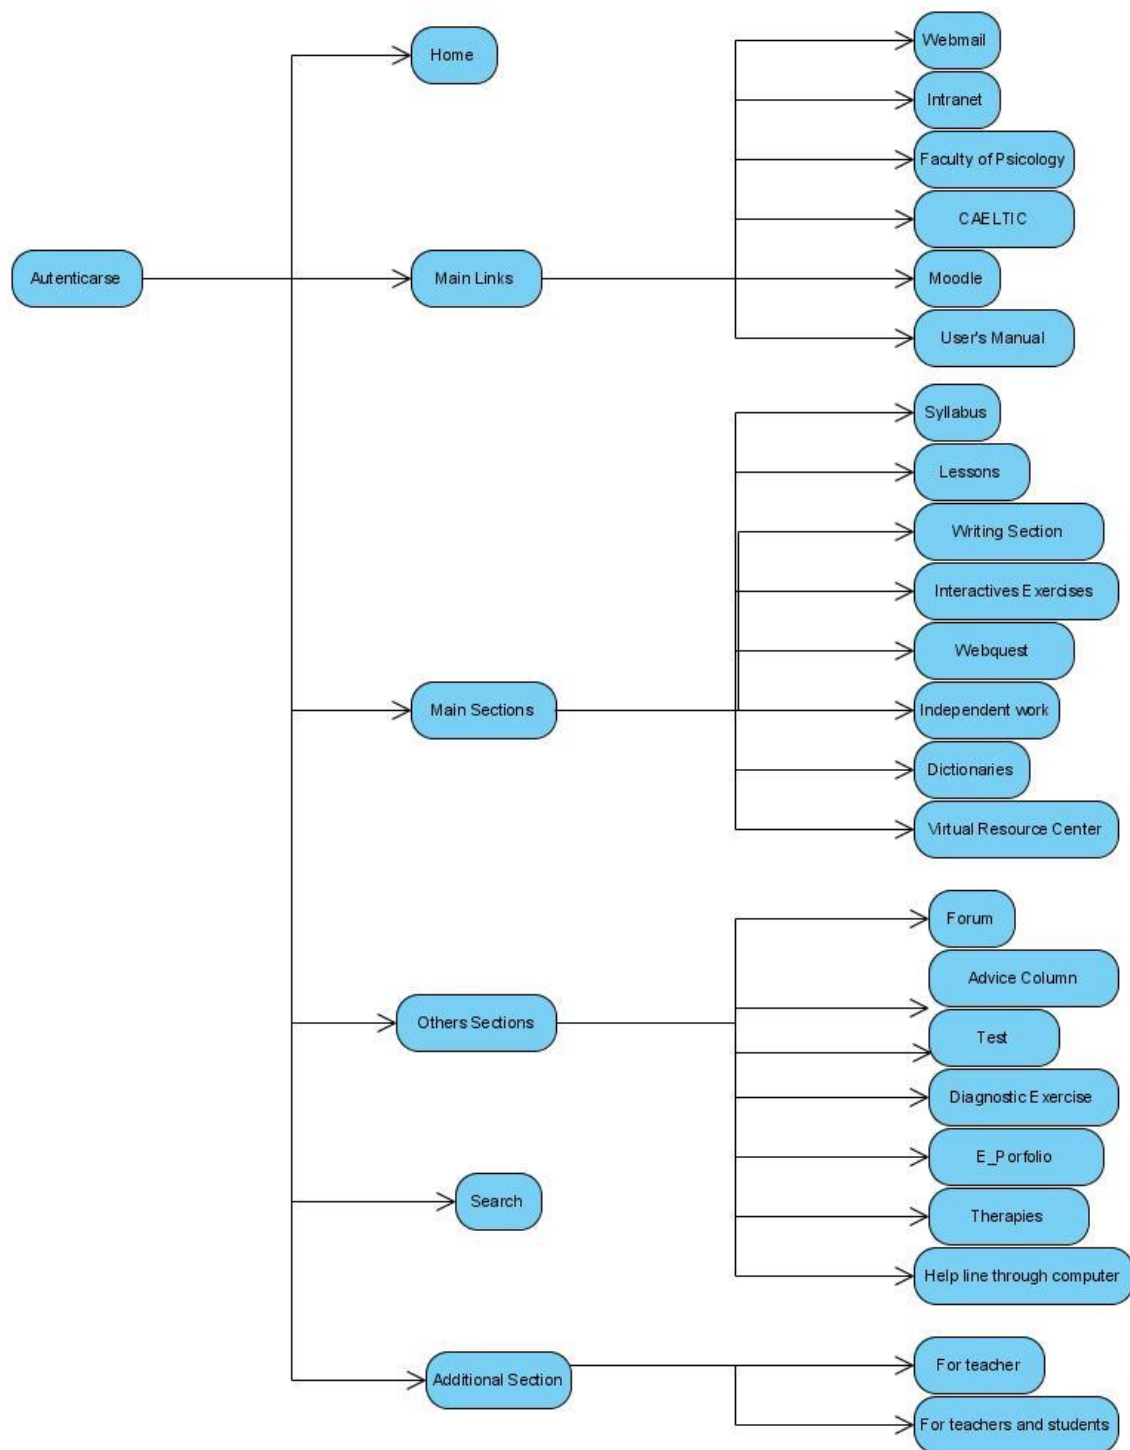 Autenticarse
Home
Main Links
Webmail
Intranet
Faculty of Psicology
CAELTIC
Moodle
User's Manual
Main Sections
Syllabus
Lessons
Writing Section
Interactives Exercises
Webquest
Independent work
Dictionaries
Virtual Resource Center
Others Sections
Forum
Advice Column
Test
Diagnostic Exercise
E_Porfolio
Therapies
Help line through computer
Search
Additional Section
For teacher
For teachers and students